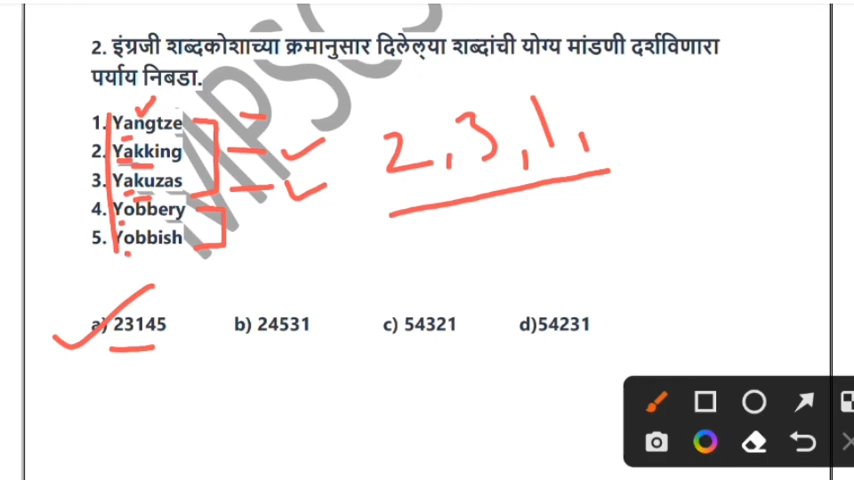 2. इंग्रजी शब्दकोशाच्या क्रमानुसार दिलेल्या शब्दांची योग्य मांडणी दर्शविणारा
पर्याय निबडा.
1. Yangtze
2. Yakking
3. Yakuzas
4. Yobbery
5. Yobbish
2, 3, 1,
a) 23145 b) 24531 c) 54321 d)54231